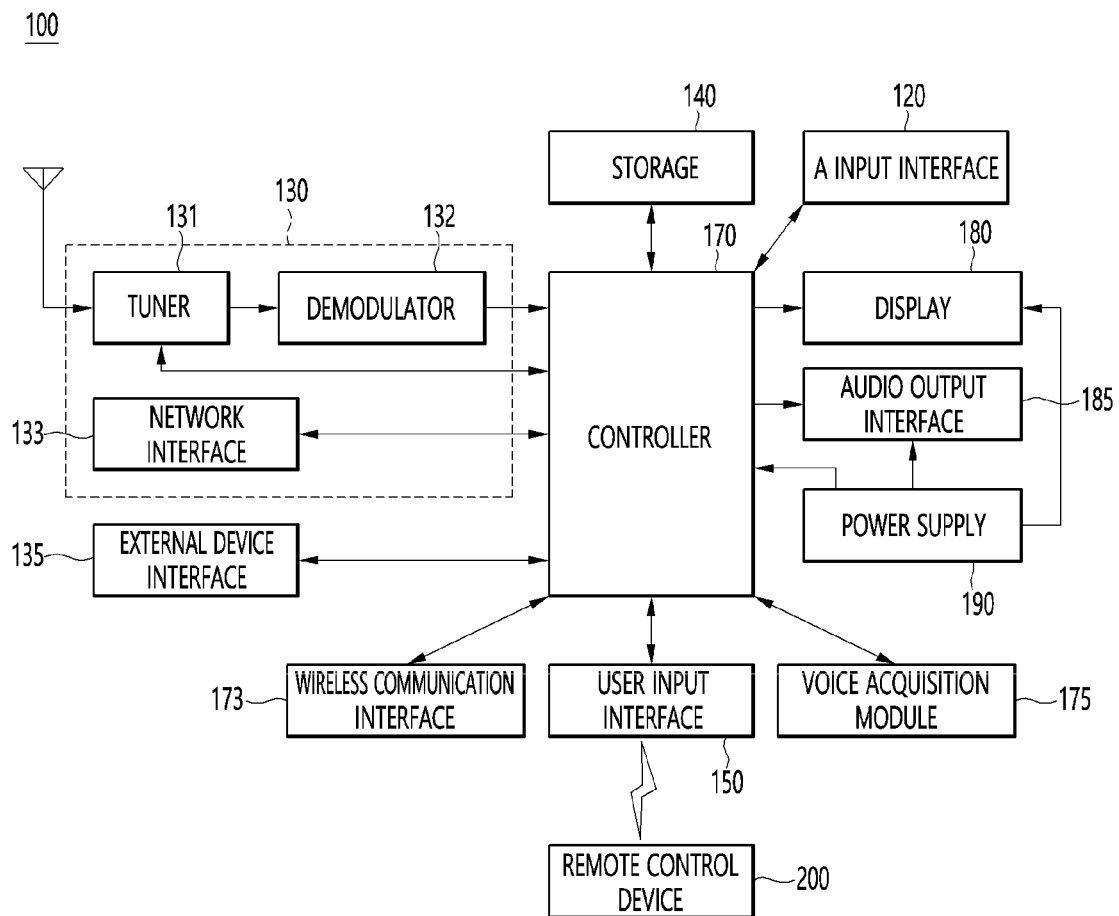 100
140
120
STORAGE
A INPUT INTERFACE
130
131
132
170
180
TUNER
DEMODULATOR
DISPLAY
AUDIO OUTPUT
INTERFACE
185
133
NETWORK
INTERFACE
CONTROLLER
POWER SUPPLY
190
135
EXTERNAL DEVICE
INTERFACE
173
WIRELESS COMMUNICATION
INTERFACE
USER INPUT
INTERFACE
VOICE ACQUISITION
MODULE
175
150
REMOTE CONTROL
DEVICE
200